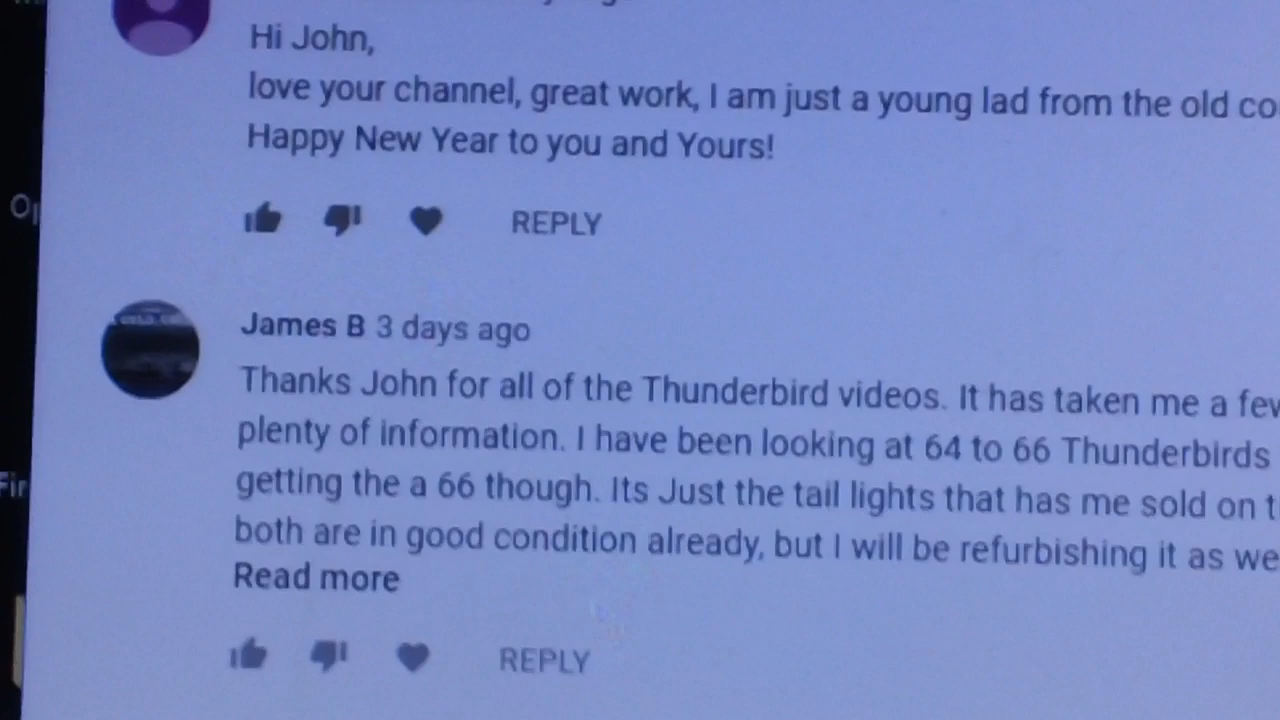 Hi John,
love your channel, great work, I am just a young lad from the old co
Happy New Year to you and Yours!
REPLY
James B 3 days ago
Thanks John for all of the Thunderbird videos. It has taken me a few
plenty of information. I have been looking at 64 to 66 Thunderbirds
getting the a 66 though. Its Just the tail lights that has me sold on t
both are in good condition already, but I will be refurbishing it as we
Read more
REPLY